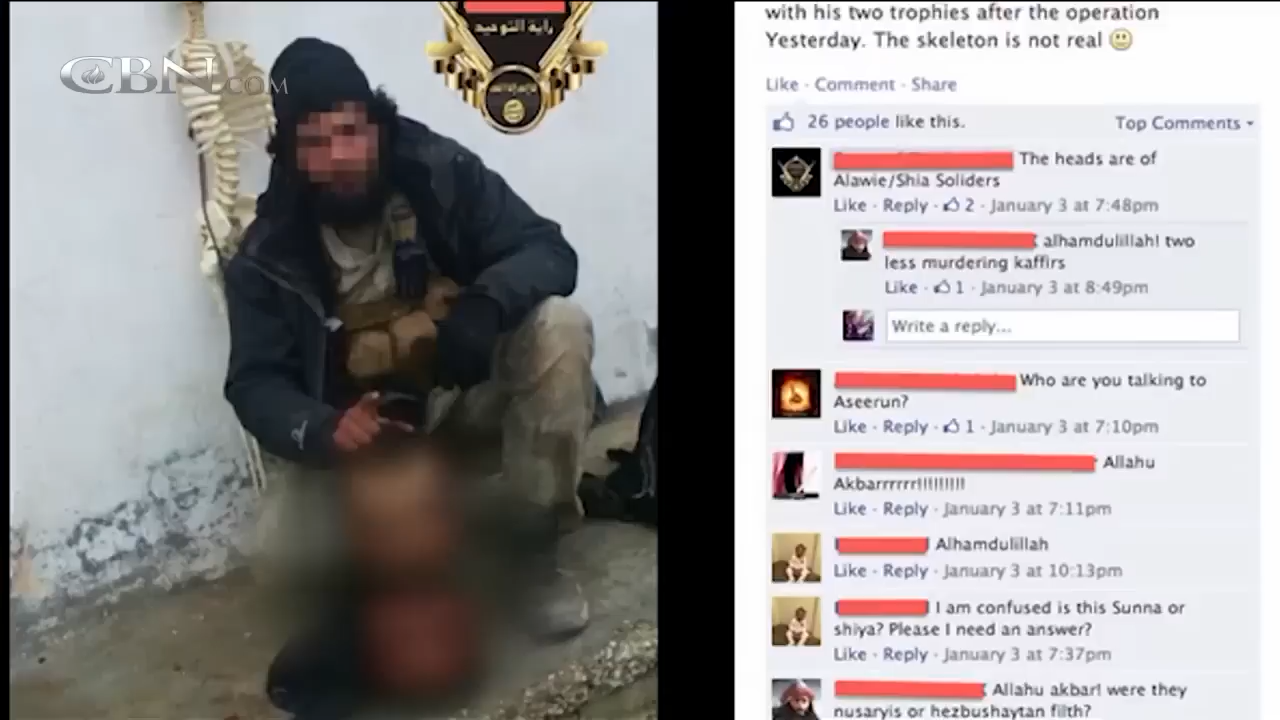 CBN.COM
راية التوحيد
with his two trophies after the operation
Yesterday. The skeleton is not real
Like · Comment · Share
26 people like this.
Top Comments
The heads are of
Alawie/Shia Soliders
Like · Reply · 2 · January 3 at 7:48pm
alhamdulillah! two
less murdering kaffirs
Like · 1 · January 3 at 8:49pm
Write a reply...
Who are you talking to
Aseerun?
Like · Reply · 1 · January 3 at 7:10pm
Allahu
Akbarrrrrr!!!!!!!!!
Like · Reply · January 3 at 7:11pm
Alhamdulillah
Like · Reply · January 3 at 10:13pm
I am confused is this Sunna or
shiya? Please I need an answer?
Like · Reply · January 3 at 7:37pm
Allahu akbar! were they
nusaryis or hezbushaytan filth?